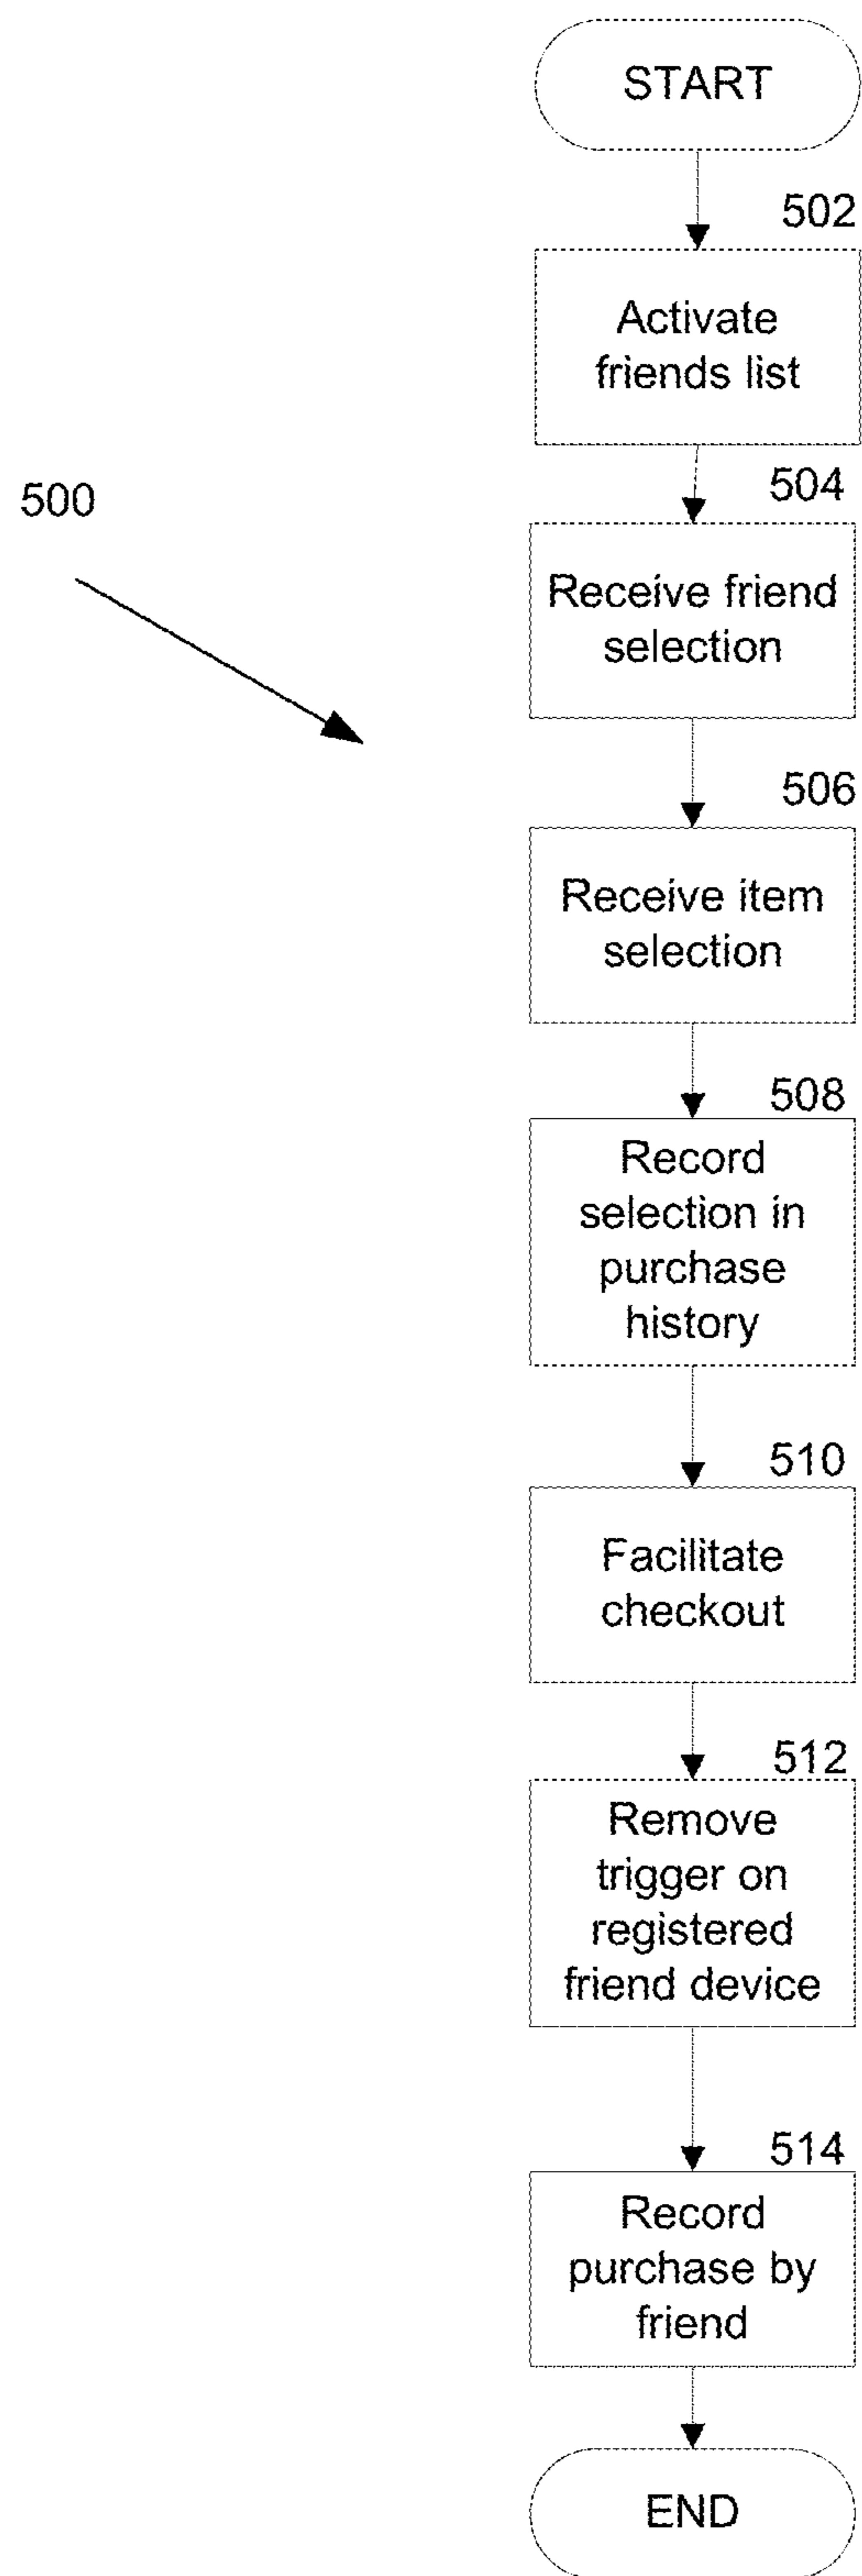 START
502
Activate
friends list
500
504
Receive friend
selection
506
Receive item
selection
508
Record
selection in
purchase
history
510
Facilitate
checkout
512
Remove
trigger on
registered
friend device
514
Record
purchase by
friend
END